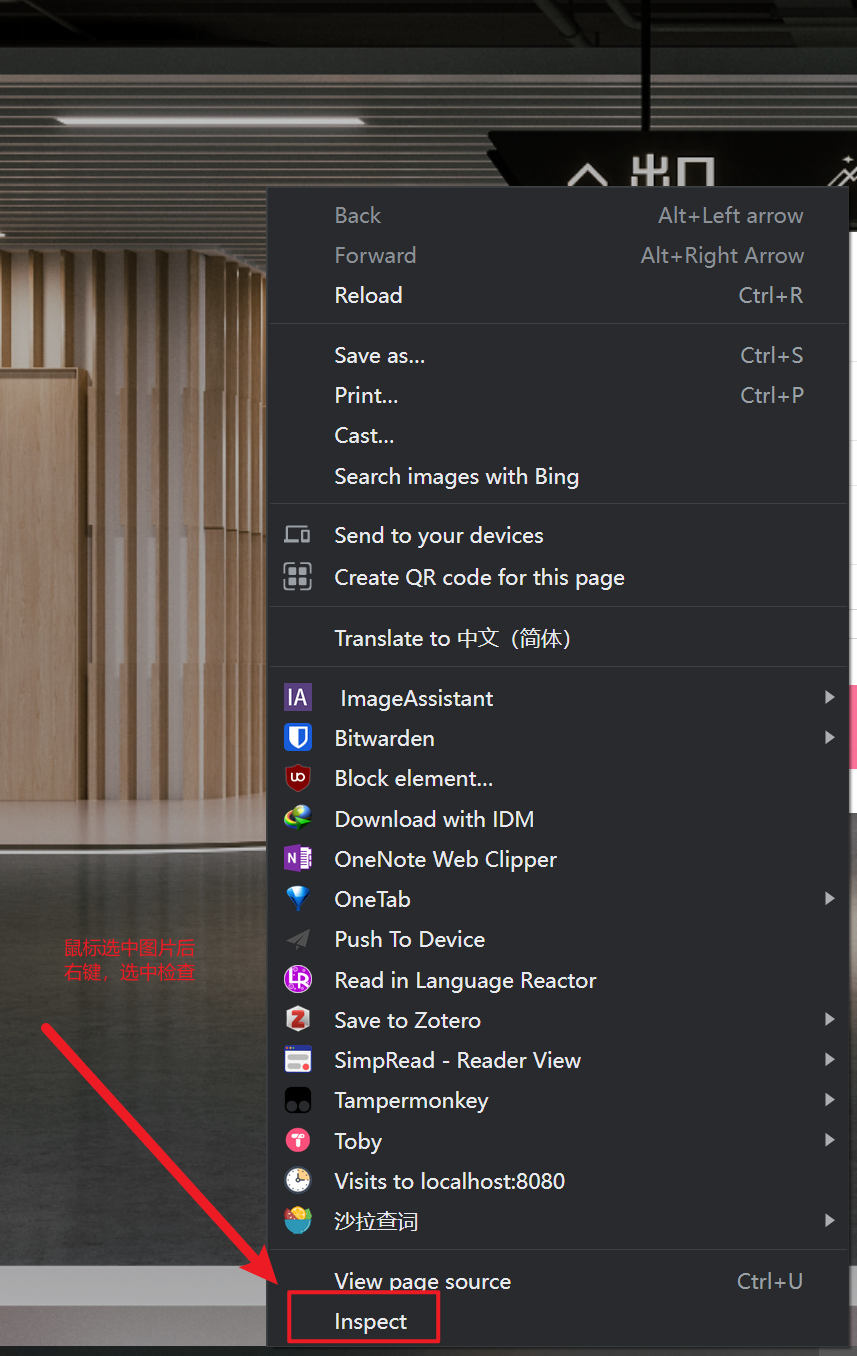 出口
Back Alt+Left arrow
Forward Alt+Right Arrow
Reload Ctrl+R
Save as... Ctrl+S
Print... Ctrl+P
Cast...
Search images with Bing
Send to your devices
Create QR code for this page
Translate to 中文（简体）
IA ImageAssistant
Bitwarden
uo Block element...
Download with IDM
N OneNote Web Clipper
OneTab
Push To Device
LR Read in Language Reactor
Z Save to Zotero
SimpRead - Reader View
Tampermonkey
Toby
Visits to localhost:8080
沙拉查词
View page source Ctrl+U
Inspect
鼠标选中图片后
右键，选中检查